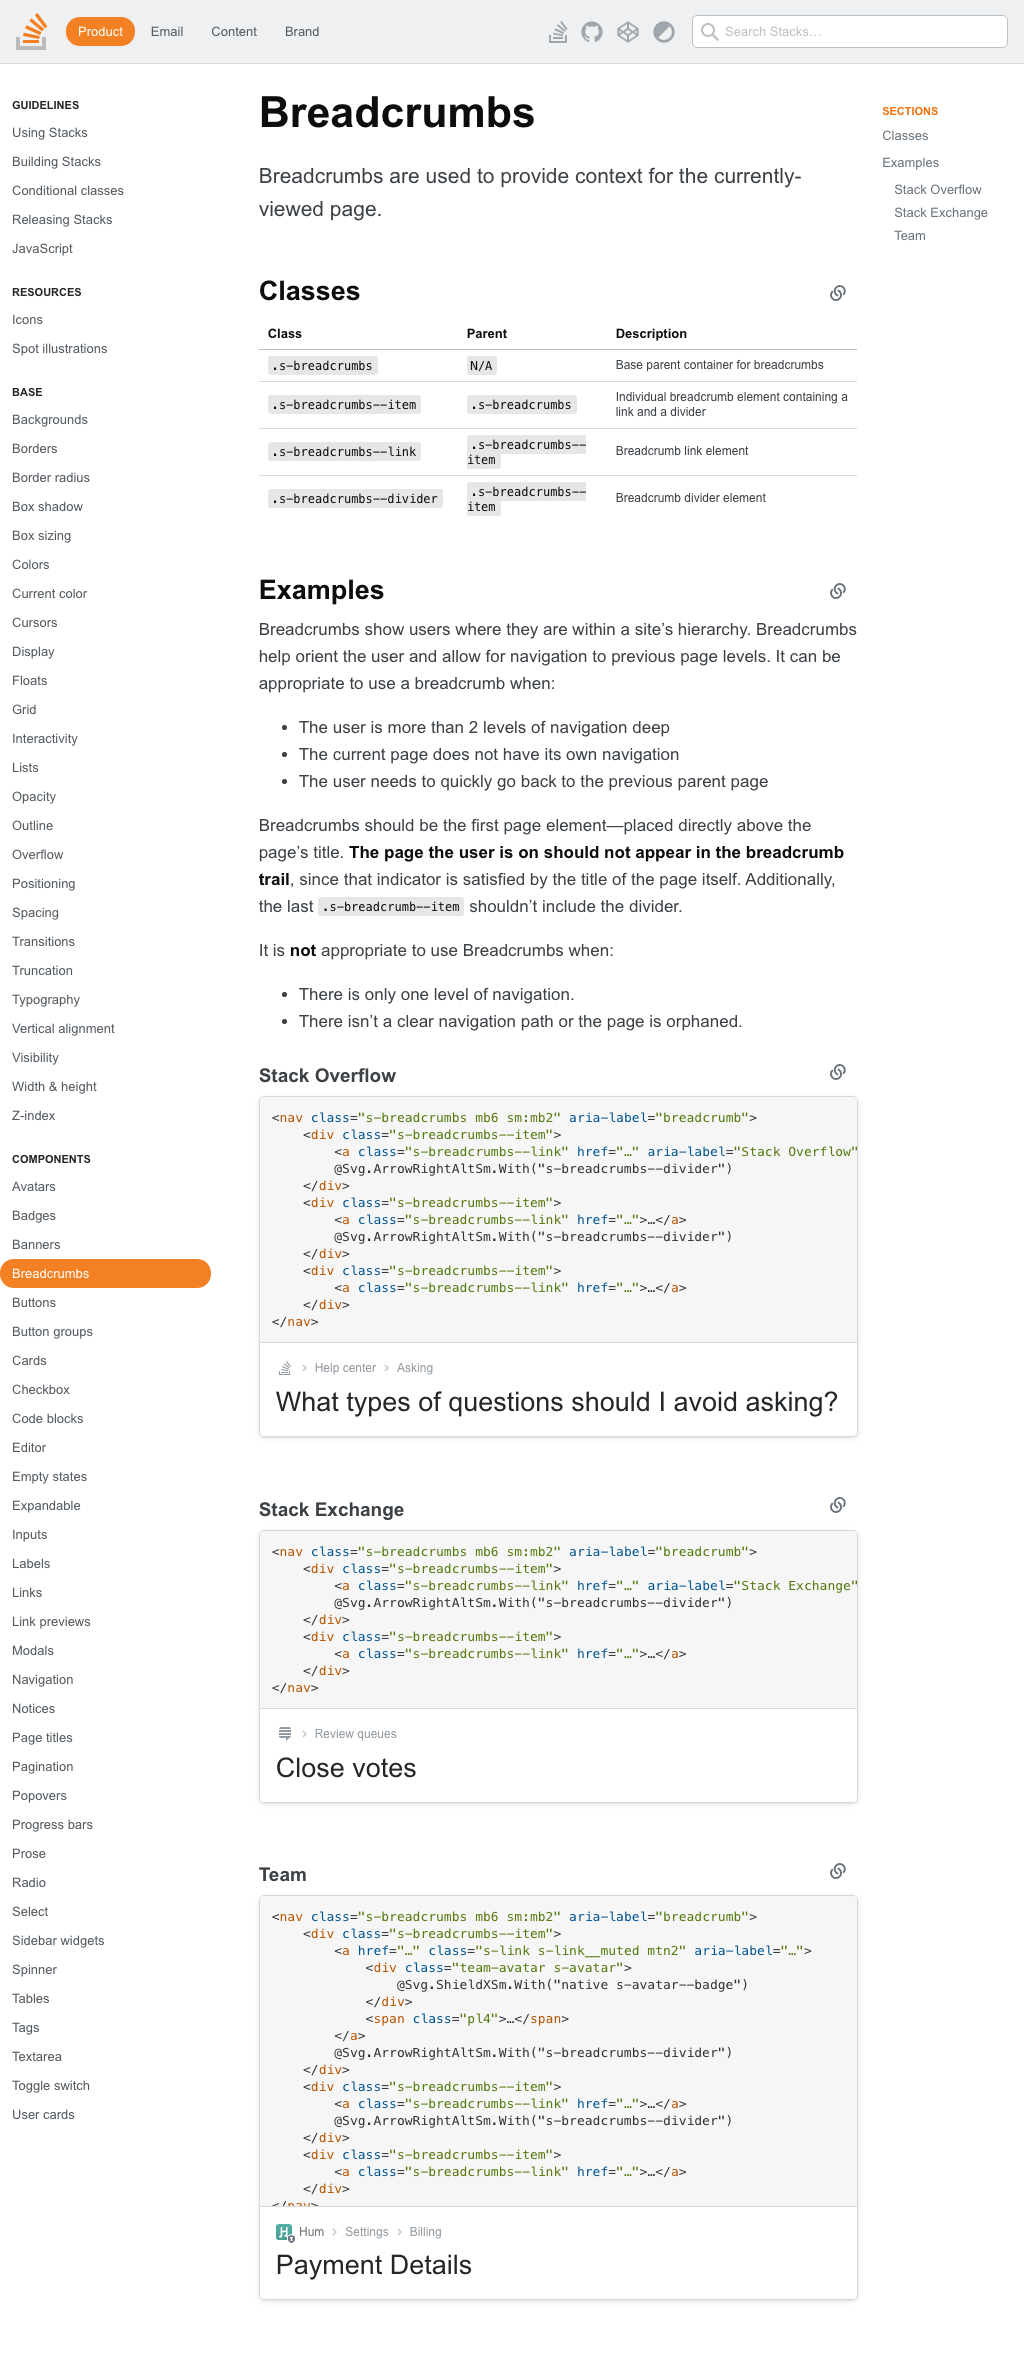 Product Email Content Brand Search Stacks…
GUIDELINES
Using Stacks
Building Stacks
Conditional classes
Releasing Stacks
JavaScript
RESOURCES
Icons
Spot illustrations
BASE
Backgrounds
Borders
Border radius
Box shadow
Box sizing
Colors
Current color
Cursors
Display
Floats
Grid
Interactivity
Lists
Opacity
Outline
Overflow
Positioning
Spacing
Transitions
Truncation
Typography
Vertical alignment
Visibility
Width & height
Z-index
COMPONENTS
Avatars
Badges
Banners
Breadcrumbs
Buttons
Button groups
Cards
Checkbox
Code blocks
Editor
Empty states
Expandable
Inputs
Labels
Links
Link previews
Modals
Navigation
Notices
Page titles
Pagination
Popovers
Progress bars
Prose
Radio
Select
Sidebar widgets
Spinner
Tables
Tags
Textarea
Toggle switch
User cards
Breadcrumbs
Breadcrumbs are used to provide context for the currently-
viewed page.
Classes
Class Parent Description
.s-breadcrumbs N/A Base parent container for breadcrumbs
.s-breadcrumbs--item .s-breadcrumbs Individual breadcrumb element containing a
link and a divider
.s-breadcrumbs--link .s-breadcrumbs--
item Breadcrumb link element
.s-breadcrumbs--divider .s-breadcrumbs--
item Breadcrumb divider element
Examples
Breadcrumbs show users where they are within a site’s hierarchy. Breadcrumbs
help orient the user and allow for navigation to previous page levels. It can be
appropriate to use a breadcrumb when:
• The user is more than 2 levels of navigation deep
• The current page does not have its own navigation
• The user needs to quickly go back to the previous parent page
Breadcrumbs should be the first page element—placed directly above the
page’s title. The page the user is on should not appear in the breadcrumb
trail, since that indicator is satisfied by the title of the page itself. Additionally,
the last .s-breadcrumb--item shouldn’t include the divider.
It is not appropriate to use Breadcrumbs when:
• There is only one level of navigation.
• There isn’t a clear navigation path or the page is orphaned.
Stack Overflow
<nav class="s-breadcrumbs mb6 sm:mb2" aria-label="breadcrumb">
<div class="s-breadcrumbs--item">
<a class="s-breadcrumbs--link" href="…" aria-label="Stack Overflow"
@Svg.ArrowRightAltSm.With("s-breadcrumbs--divider")
</div>
<div class="s-breadcrumbs--item">
<a class="s-breadcrumbs--link" href="…">…</a>
@Svg.ArrowRightAltSm.With("s-breadcrumbs--divider")
</div>
<div class="s-breadcrumbs--item">
<a class="s-breadcrumbs--link" href="…">…</a>
</div>
</nav>
Help center Asking
What types of questions should I avoid asking?
Stack Exchange
<nav class="s-breadcrumbs mb6 sm:mb2" aria-label="breadcrumb">
<div class="s-breadcrumbs--item">
<a class="s-breadcrumbs--link" href="…" aria-label="Stack Exchange"
@Svg.ArrowRightAltSm.With("s-breadcrumbs--divider")
</div>
<div class="s-breadcrumbs--item">
<a class="s-breadcrumbs--link" href="…">…</a>
</div>
</nav>
Review queues
Close votes
Team
<nav class="s-breadcrumbs mb6 sm:mb2" aria-label="breadcrumb">
<div class="s-breadcrumbs--item">
<a href="…" class="s-link s-link__muted mtn2" aria-label="…">
<div class="team-avatar s-avatar">
@Svg.ShieldXSm.With("native s-avatar--badge")
</div>
<span class="pl4">…</span>
</a>
@Svg.ArrowRightAltSm.With("s-breadcrumbs--divider")
</div>
<div class="s-breadcrumbs--item">
<a class="s-breadcrumbs--link" href="…">…</a>
@Svg.ArrowRightAltSm.With("s-breadcrumbs--divider")
</div>
<div class="s-breadcrumbs--item">
<a class="s-breadcrumbs--link" href="…">…</a>
</div>
</nav>
H Hum Settings Billing
Payment Details
SECTIONS
Classes
Examples
Stack Overflow
Stack Exchange
Team